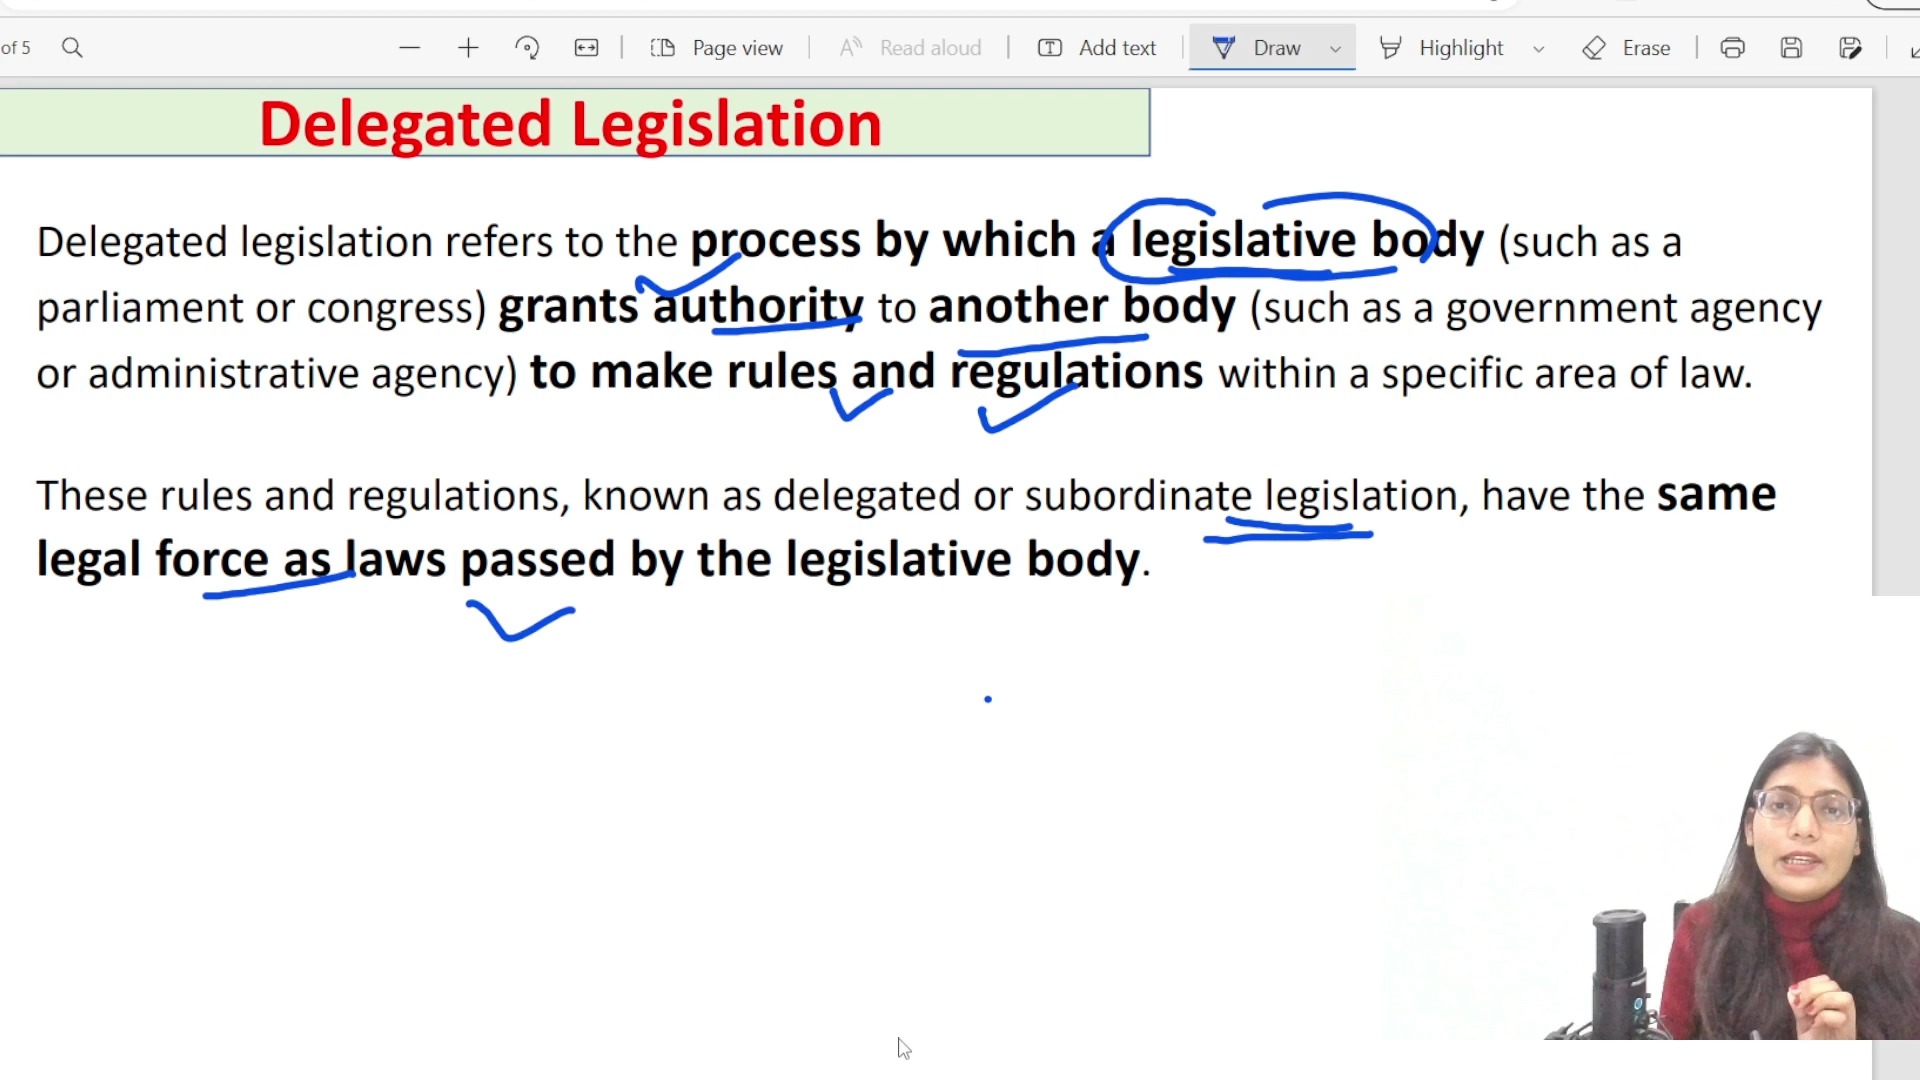 of 5 Page view Read aloud Add text Draw Highlight Erase
Delegated Legislation
Delegated legislation refers to the process by which a legislative body (such as a
parliament or congress) grants authority to another body (such as a government agency
or administrative agency) to make rules and regulations within a specific area of law.
These rules and regulations, known as delegated or subordinate legislation, have the same
legal force as laws passed by the legislative body.